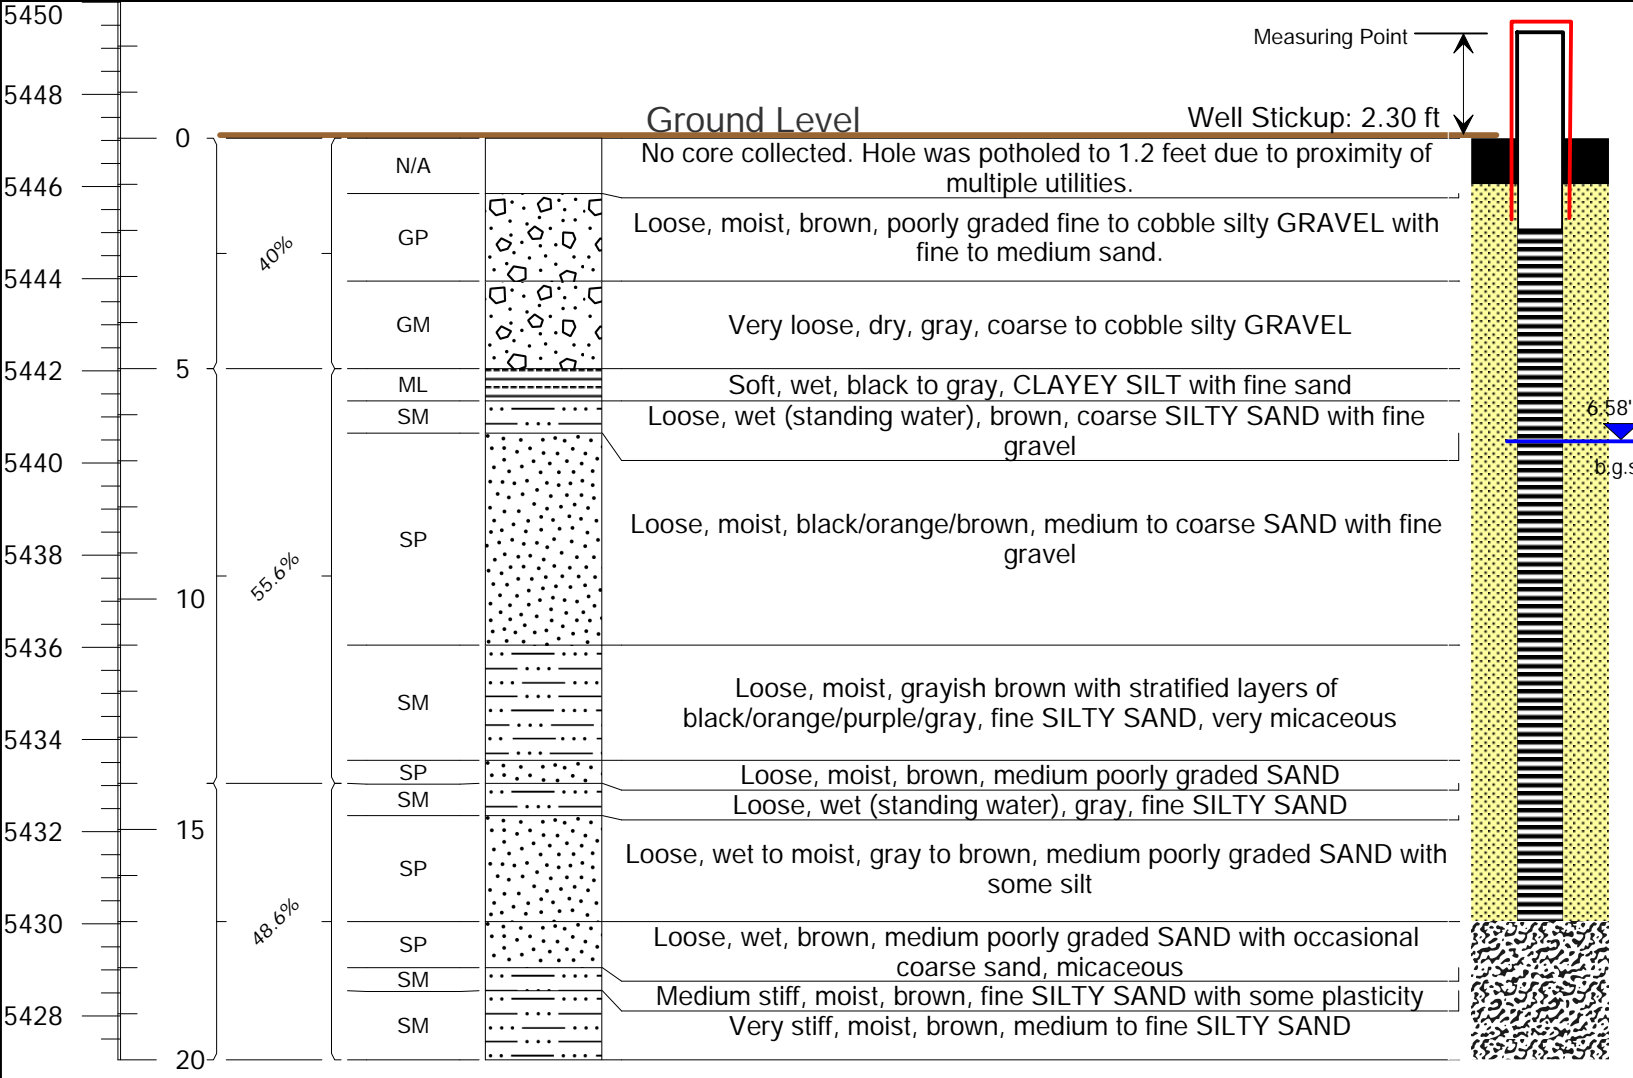 5450
Measuring Point
5448
Ground Level
Well Stickup: 2.30 ft
0
N/A
No core collected. Hole was potholed to 1.2 feet due to proximity of
multiple utilities.
5446
40%
GP
Loose, moist, brown, poorly graded fine to cobble silty GRAVEL with
fine to medium sand.
5444
GM
Very loose, dry, gray, coarse to cobble silty GRAVEL
5442
5
ML
Soft, wet, black to gray, CLAYEY SILT with fine sand
SM
Loose, wet (standing water), brown, coarse SILTY SAND with fine
gravel
6.58'
5440
b.g.s
55.6%
SP
Loose, moist, black/orange/brown, medium to coarse SAND with fine
gravel
5438
10
5436
SM
Loose, moist, grayish brown with stratified layers of
black/orange/purple/gray, fine SILTY SAND, very micaceous
5434
SP
Loose, moist, brown, medium poorly graded SAND
SM
Loose, wet (standing water), gray, fine SILTY SAND
5432
15
48.6%
SP
Loose, wet to moist, gray to brown, medium poorly graded SAND with
some silt
5430
SP
Loose, wet, brown, medium poorly graded SAND with occasional
coarse sand, micaceous
SM
Medium stiff, moist, brown, fine SILTY SAND with some plasticity
5428
SM
Very stiff, moist, brown, medium to fine SILTY SAND
20